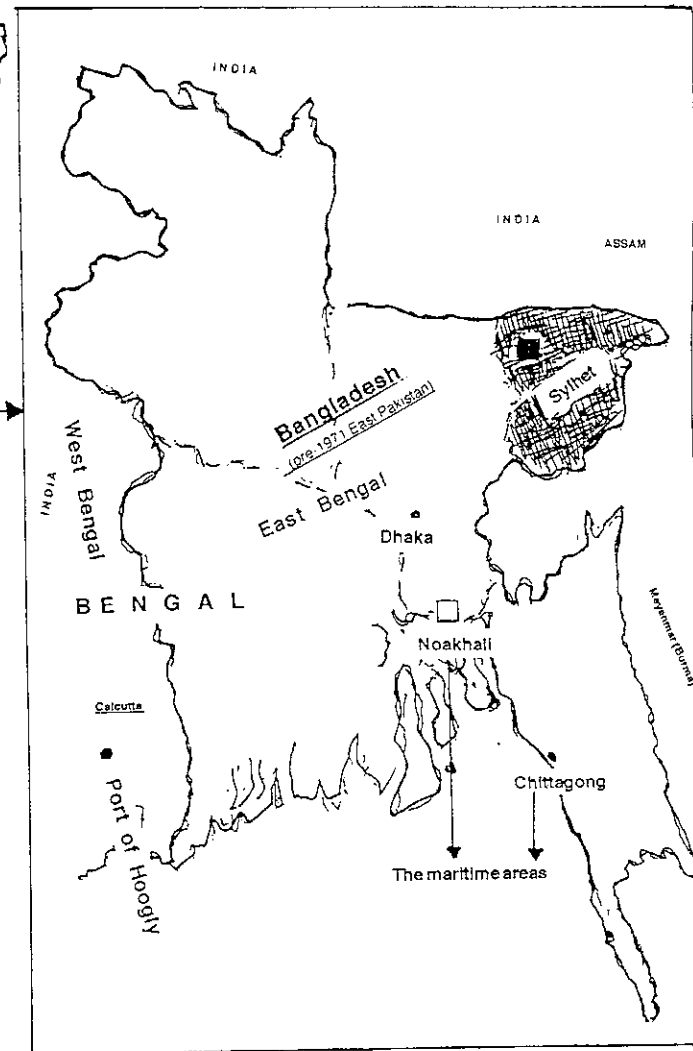 INDIA
INDIA
ASSAM
Sylhet
Bangladesh
(pre-1971 East Pakistan)
East Bengal
West Bengal
INDIA
Dhaka
BENGAL
Noakhali
Mayanmar (Burma)
Calcutta
Port of Hoogly
Chittagong
The maritime areas